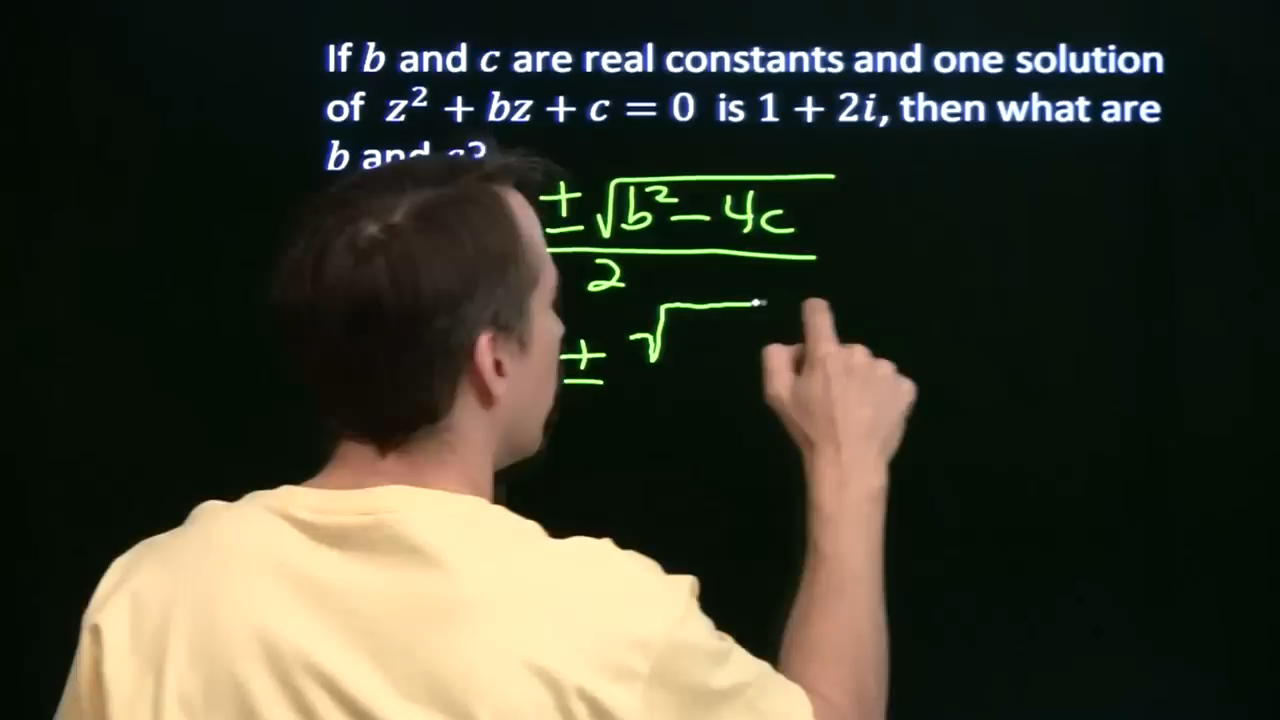 If b and c are real constants and one solution
of z² + bz + c = 0 is 1 + 2i, then what are
b and c?
± √b² − 4c
2
± √